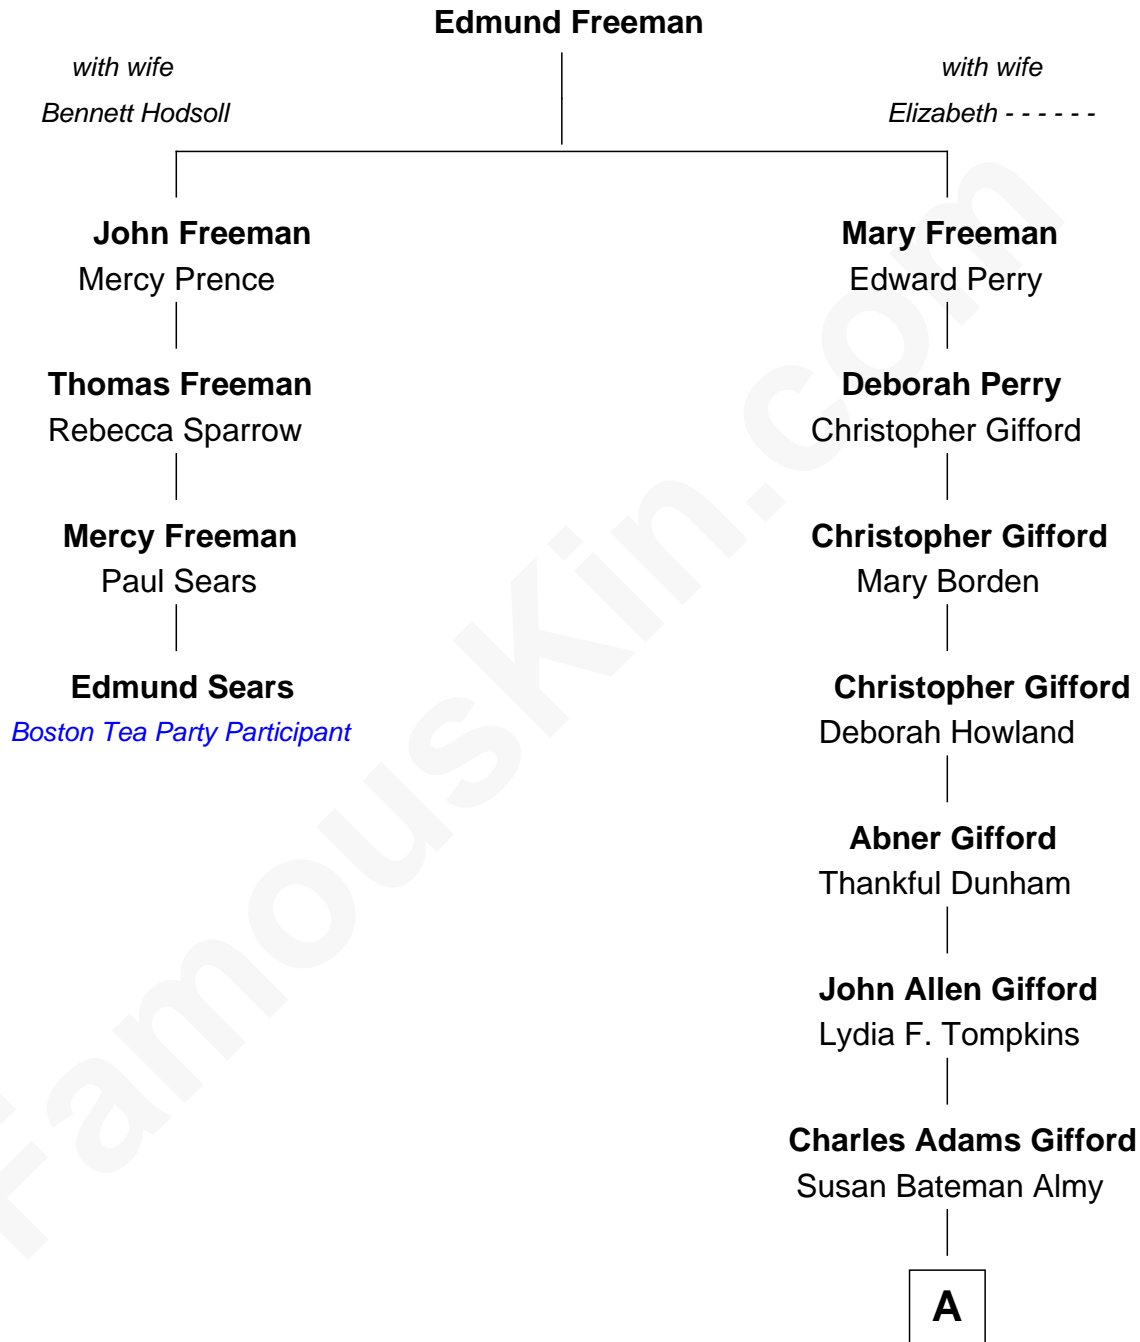 Edmund Freeman
with wife
Bennett Hodsoll
with wife
Elizabeth - - - - - -
John Freeman
Mercy Prence
Mary Freeman
Edward Perry
Thomas Freeman
Rebecca Sparrow
Deborah Perry
Christopher Gifford
Mercy Freeman
Paul Sears
Christopher Gifford
Mary Borden
Edmund Sears
Boston Tea Party Participant
Christopher Gifford
Deborah Howland
Abner Gifford
Thankful Dunham
John Allen Gifford
Lydia F. Tompkins
Charles Adams Gifford
Susan Bateman Almy
A
FamousKin.com